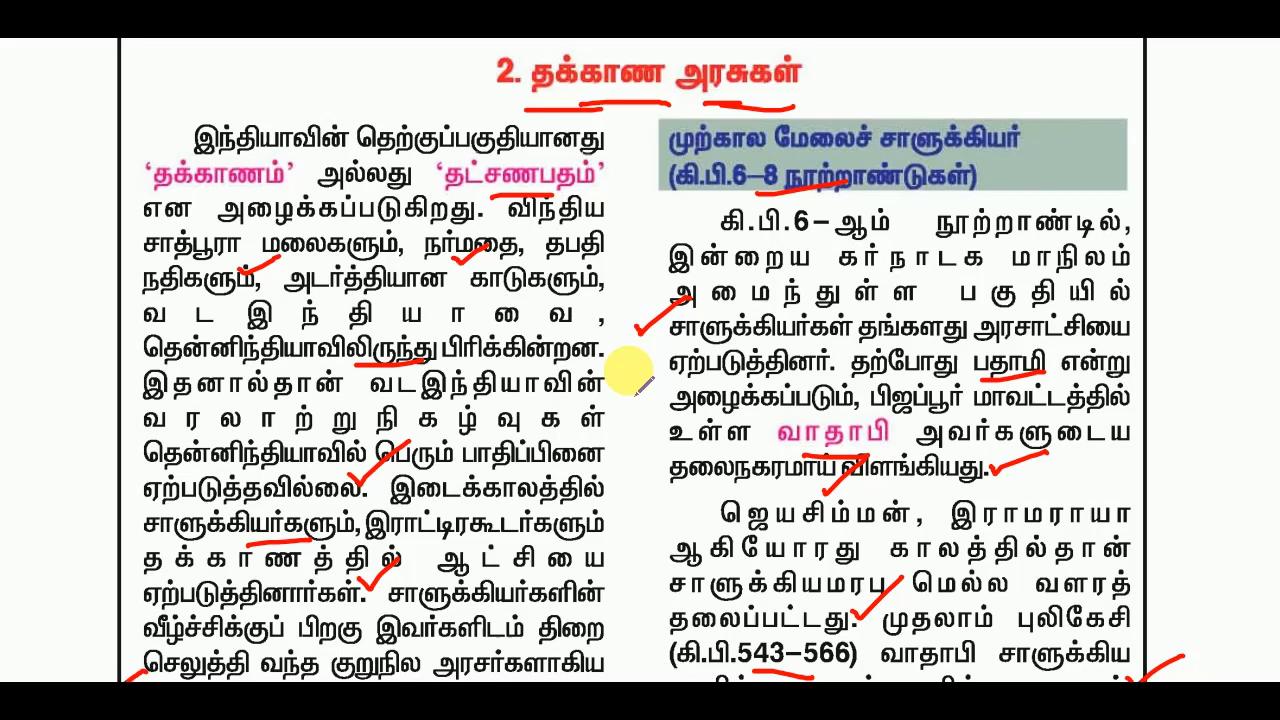 2. தக்காண அரசுகள்
இந்தியாவின் தெற்குப்பகுதியானது
‘தக்காணம்’ அல்லது ‘தட்சணபதம்’
என அழைக்கப்படுகிறது. விந்திய
சாத்பூரா மலைகளும், நர்மதை, தபதி
நதிகளும், அடர்த்தியான காடுகளும்,
வட இந்தியாவை,
தென்னிந்தியாவிலிருந்து பிரிக்கின்றன.
இதனால்தான் வடஇந்தியாவின்
வரலாற்று நிகழ்வுகள்
தென்னிந்தியாவில் பெரும் பாதிப்பினை
ஏற்படுத்தவில்லை. இடைக்காலத்தில்
சாளுக்கியர்களும், இராட்டிரகூடர்களும்
தக்காணத்தில் ஆட்சியை
ஏற்படுத்தினார்கள். சாளுக்கியர்களின்
வீழ்ச்சிக்குப் பிறகு இவர்களிடம் திறை
செலுத்தி வந்த குறுநில அரசர்களாகிய
முற்கால மேலைச் சாளுக்கியர்
(கி.பி.6–8 நூற்றாண்டுகள்)
கி.பி.6–ஆம் நூற்றாண்டில்,
இன்றைய கர்நாடக மாநிலம்
அமைந்துள்ள பகுதியில்
சாளுக்கியர்கள் தங்களது அரசாட்சியை
ஏற்படுத்தினர். தற்போது பதாமி என்று
அழைக்கப்படும், பிஜப்பூர் மாவட்டத்தில்
உள்ள வாதாபி அவர்களுடைய
தலைநகரமாய் விளங்கியது.
ஜெயசிம்மன், இராமராயா
ஆகியோரது காலத்தில்தான்
சாளுக்கியமரபு மெல்ல வளரத்
தலைப்பட்டது. முதலாம் புலிகேசி
(கி.பி.543–566) வாதாபி சாளுக்கிய